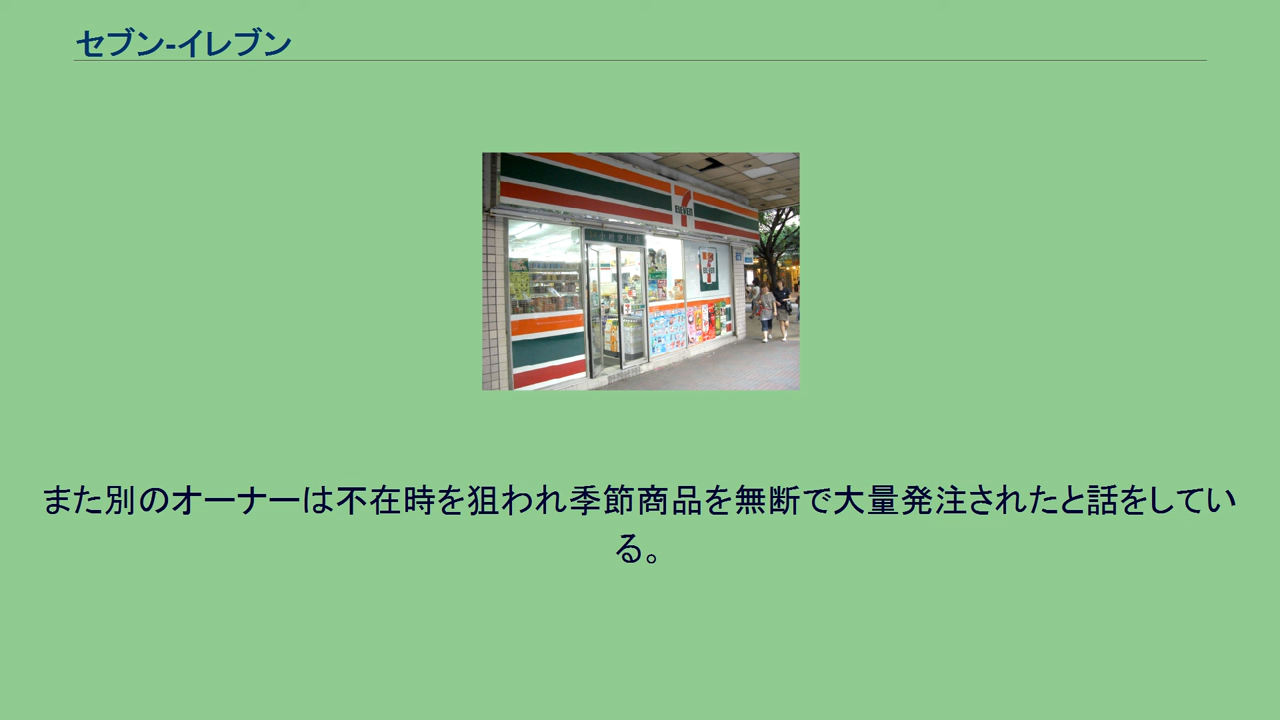 セブン-イレブン
ELEVEN
また別のオーナーは不在時を狙われ季節商品を無断で大量発注されたと話をしてい
る。